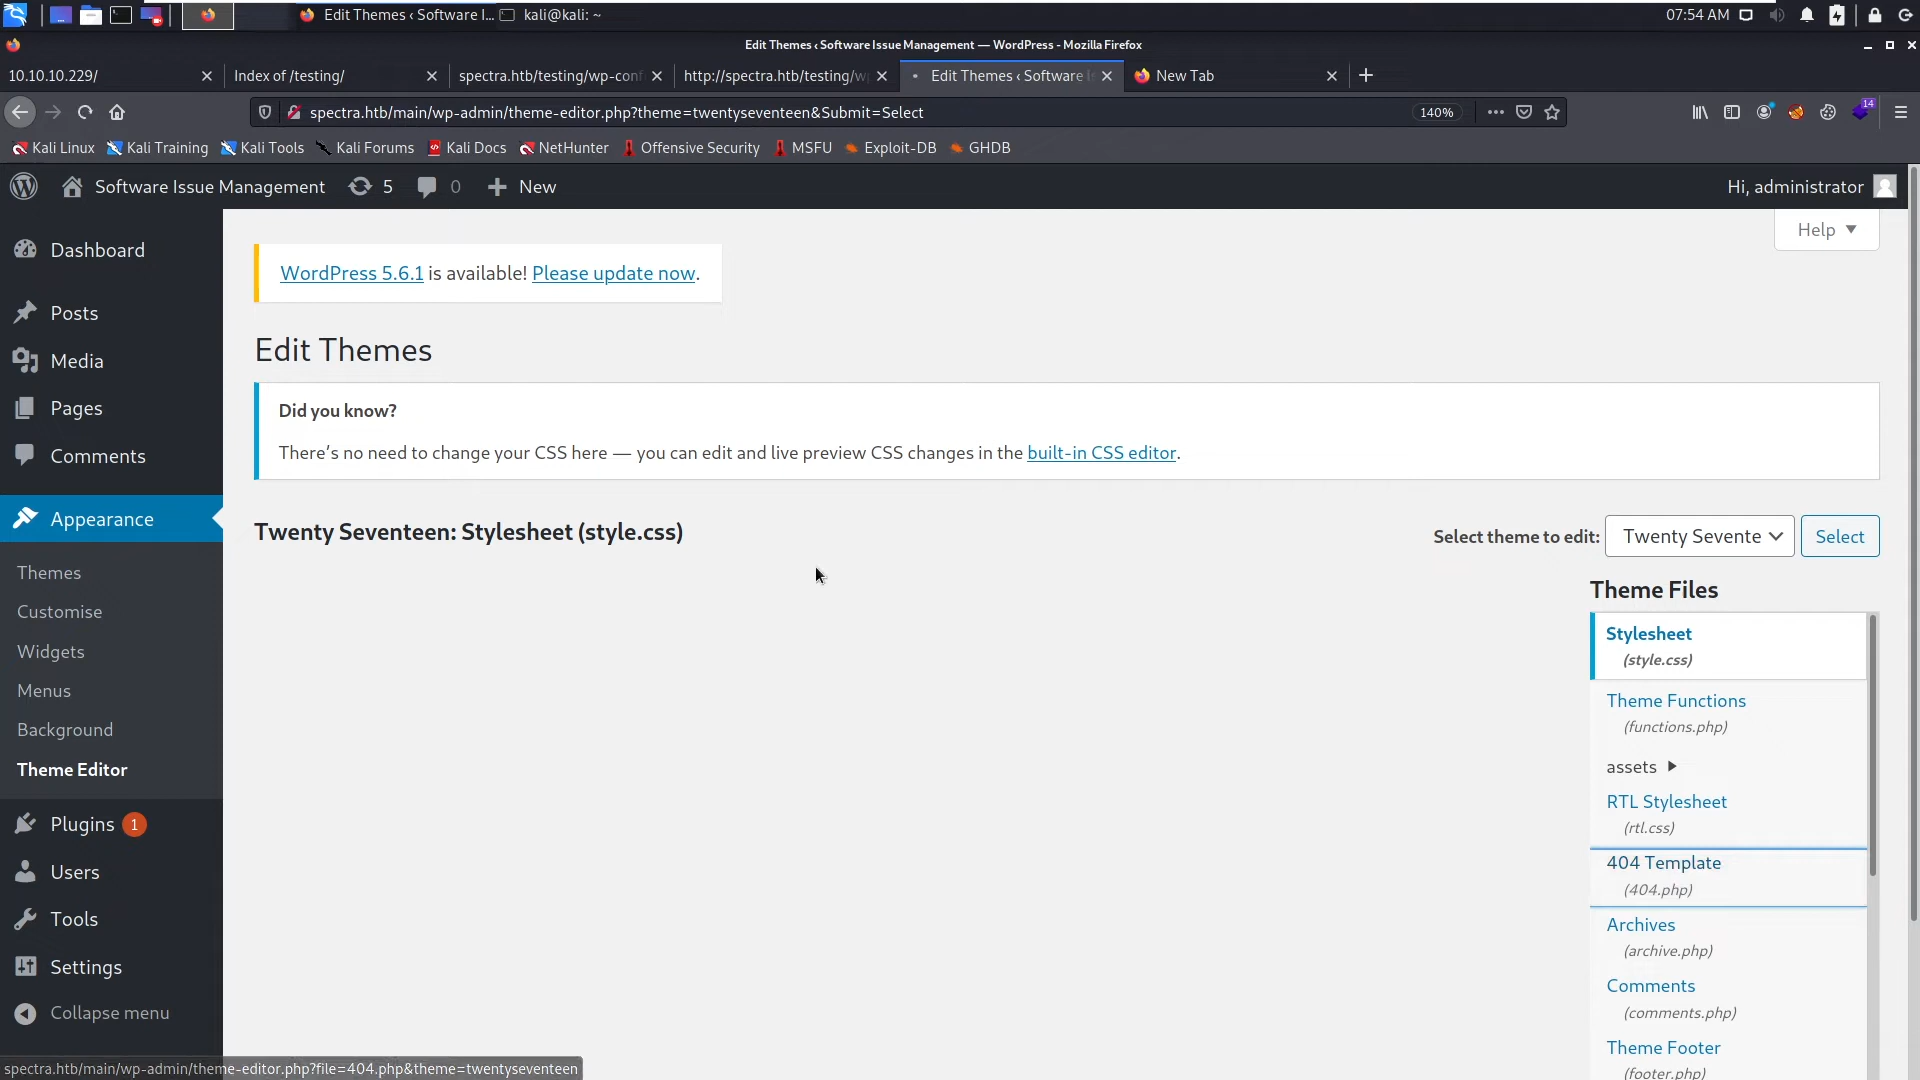 Edit Themes ‹ Software I...
kali@kali: ~
07:54 AM
Edit Themes ‹ Software Issue Management — WordPress - Mozilla Firefox
10.10.10.229/
Index of /testing/
spectra.htb/testing/wp-conf
http://spectra.htb/testing/w
Edit Themes ‹ Software I
New Tab
spectra.htb/main/wp-admin/theme-editor.php?theme=twentyseventeen&Submit=Select
140%
14
Kali Linux
Kali Training
Kali Tools
Kali Forums
Kali Docs
NetHunter
Offensive Security
MSFU
Exploit-DB
GHDB
Software Issue Management
5
0
New
Hi, administrator
Help
Dashboard
Posts
Media
Pages
Comments
Appearance
Themes
Customise
Widgets
Menus
Background
Theme Editor
Plugins 1
Users
Tools
Settings
Collapse menu
WordPress 5.6.1 is available! Please update now.
Edit Themes
Did you know?
There's no need to change your CSS here — you can edit and live preview CSS changes in the built-in CSS editor.
Twenty Seventeen: Stylesheet (style.css)
Select theme to edit: Twenty Sevente Select
Theme Files
Stylesheet
(style.css)
Theme Functions
(functions.php)
assets
RTL Stylesheet
(rtl.css)
404 Template
(404.php)
Archives
(archive.php)
Comments
(comments.php)
Theme Footer
(footer.php)
spectra.htb/main/wp-admin/theme-editor.php?file=404.php&theme=twentyseventeen